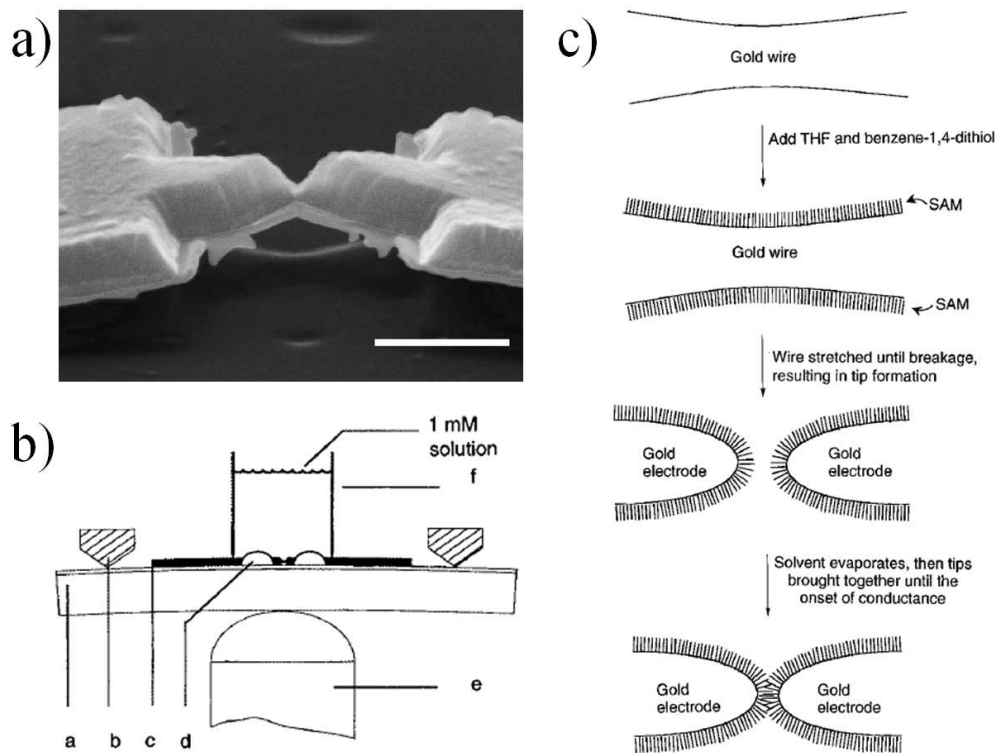 a)
b)
1 mM
solution
f
e
a
b
c
d
c)
Gold wire
Add THF and benzene-1,4-dithiol
SAM
Gold wire
SAM
Wire stretched until breakage,
resulting in tip formation
Gold
electrode
Gold
electrode
Solvent evaporates, then tips
brought together until the
onset of conductance
Gold
electrode
Gold
electrode